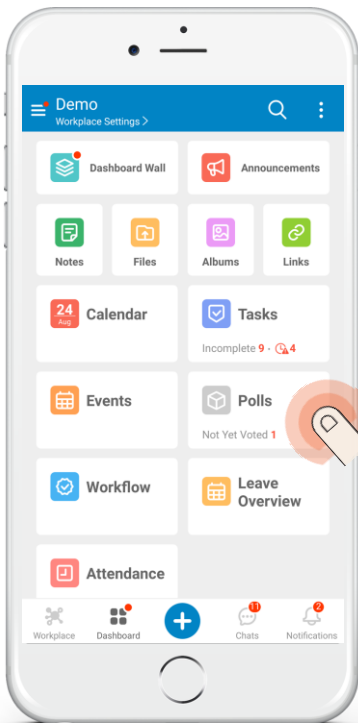 Demo
Workplace Settings >
Dashboard Wall
Announcements
Notes
Files
Albums
Links
24
Aug
Calendar
Tasks
Incomplete 9 - 4
Events
Polls
Not Yet Voted 1
Workflow
Leave
Overview
Attendance
11
2
Workplace
Dashboard
Chats
Notifications